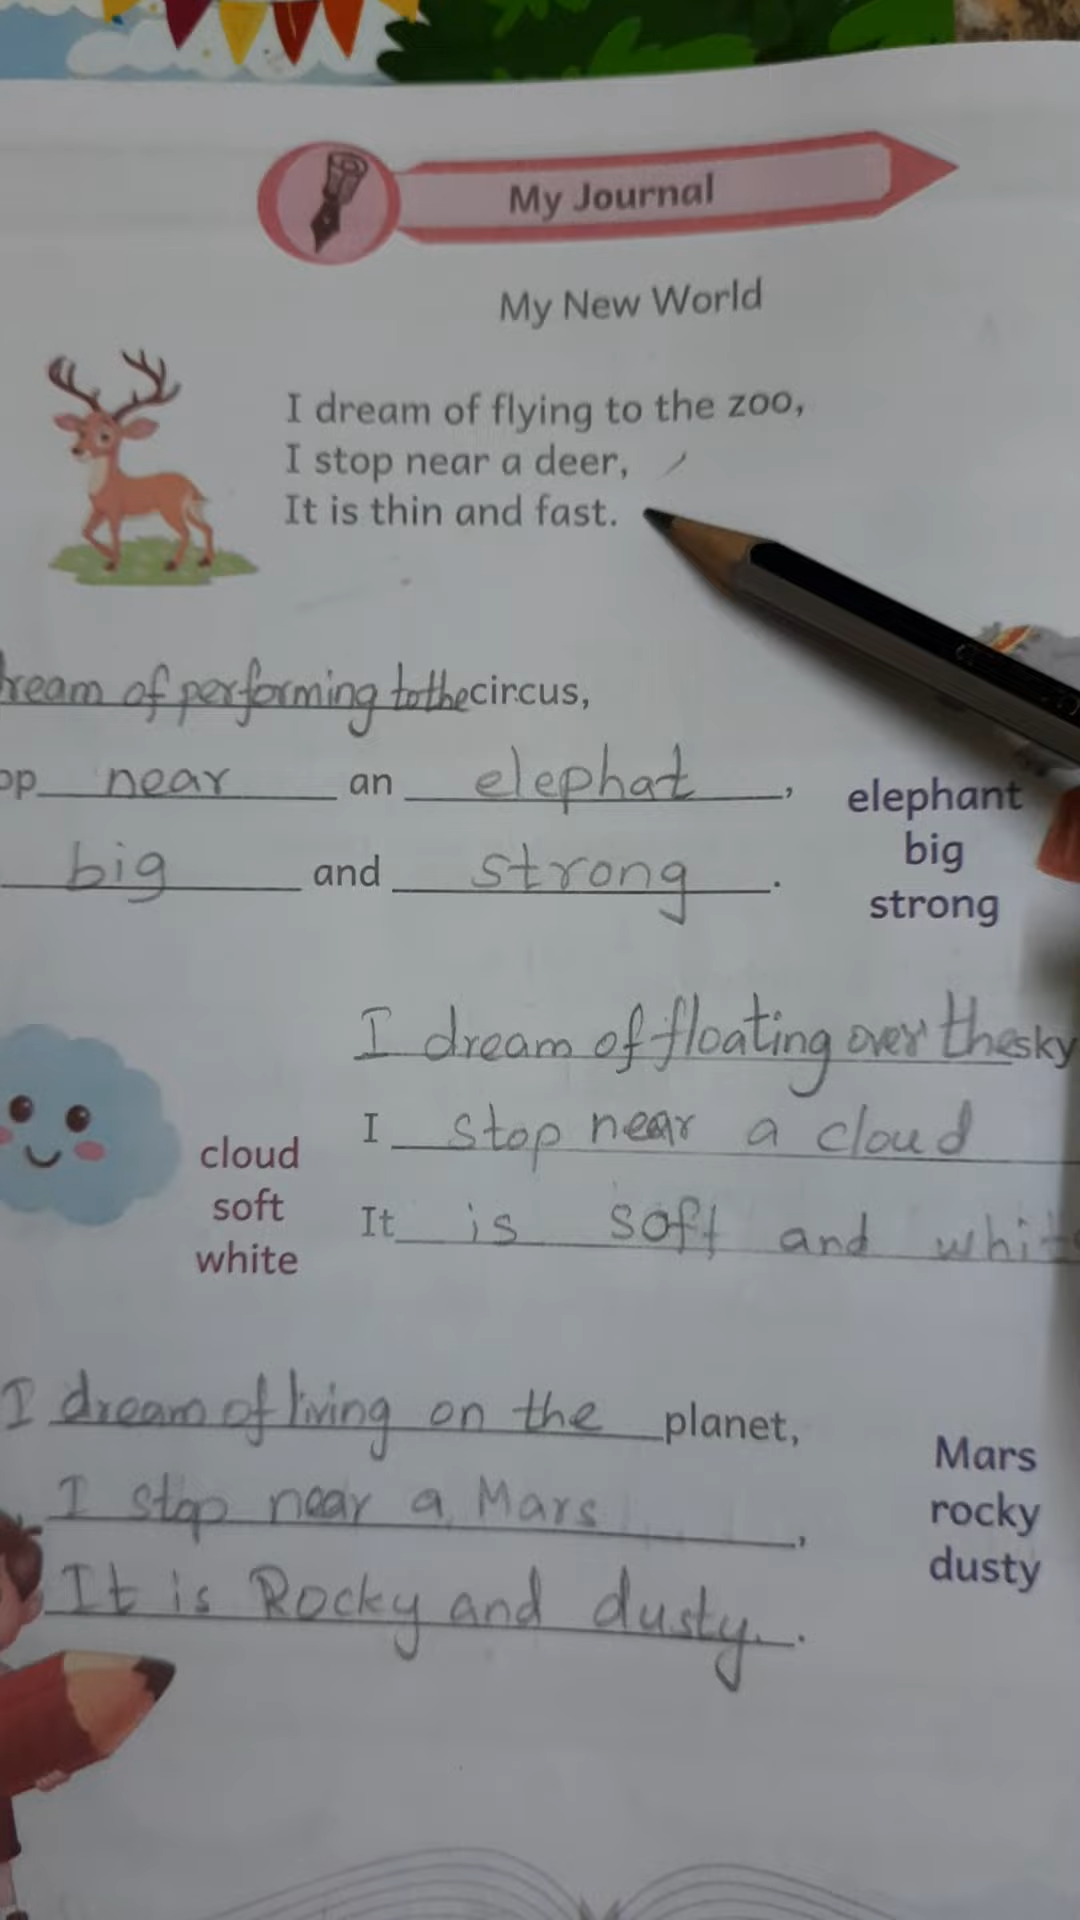 My Journal
My New World
I dream of flying to the zoo,
I stop near a deer,
It is thin and fast.
ream of performing to the circus,
op near an elephat,
big and strong.
elephant
big
strong
I dream of floating over the sky
I stop near a cloud
It is soft and white
cloud
soft
white
I dream of living on the planet,
I stop near a Mars,
It is Rocky and dusty.
Mars
rocky
dusty